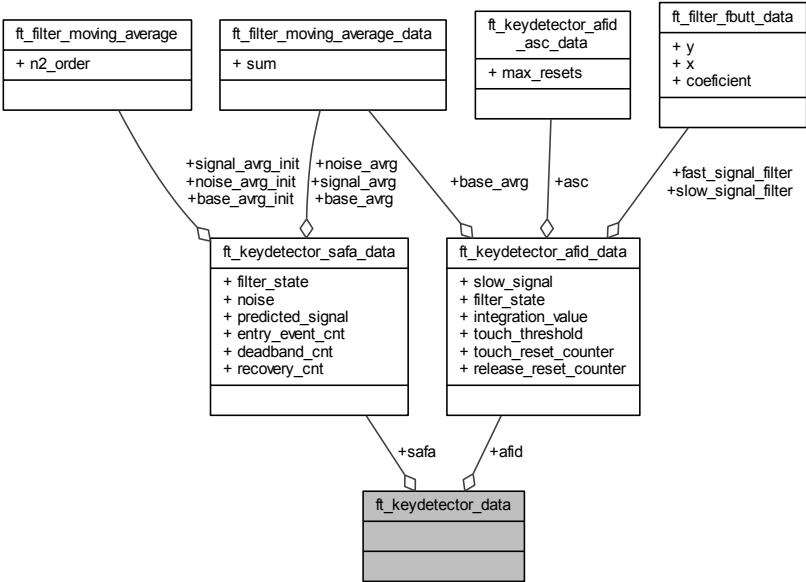 ft_filter_moving_average
+ n2_order
ft_filter_moving_average_data
+ sum
ft_keydetector_afid
_asc_data
+ max_resets
ft_filter_fbutt_data
+ y
+ x
+ coeficient
+signal_avrg_init
+noise_avrg_init
+base_avrg_init
+noise_avrg
+signal_avrg
+base_avrg
+base_avrg
+asc
+fast_signal_filter
+slow_signal_filter
ft_keydetector_safa_data
+ filter_state
+ noise
+ predicted_signal
+ entry_event_cnt
+ deadband_cnt
+ recovery_cnt
ft_keydetector_afid_data
+ slow_signal
+ filter_state
+ integration_value
+ touch_threshold
+ touch_reset_counter
+ release_reset_counter
+safa
+afid
ft_keydetector_data